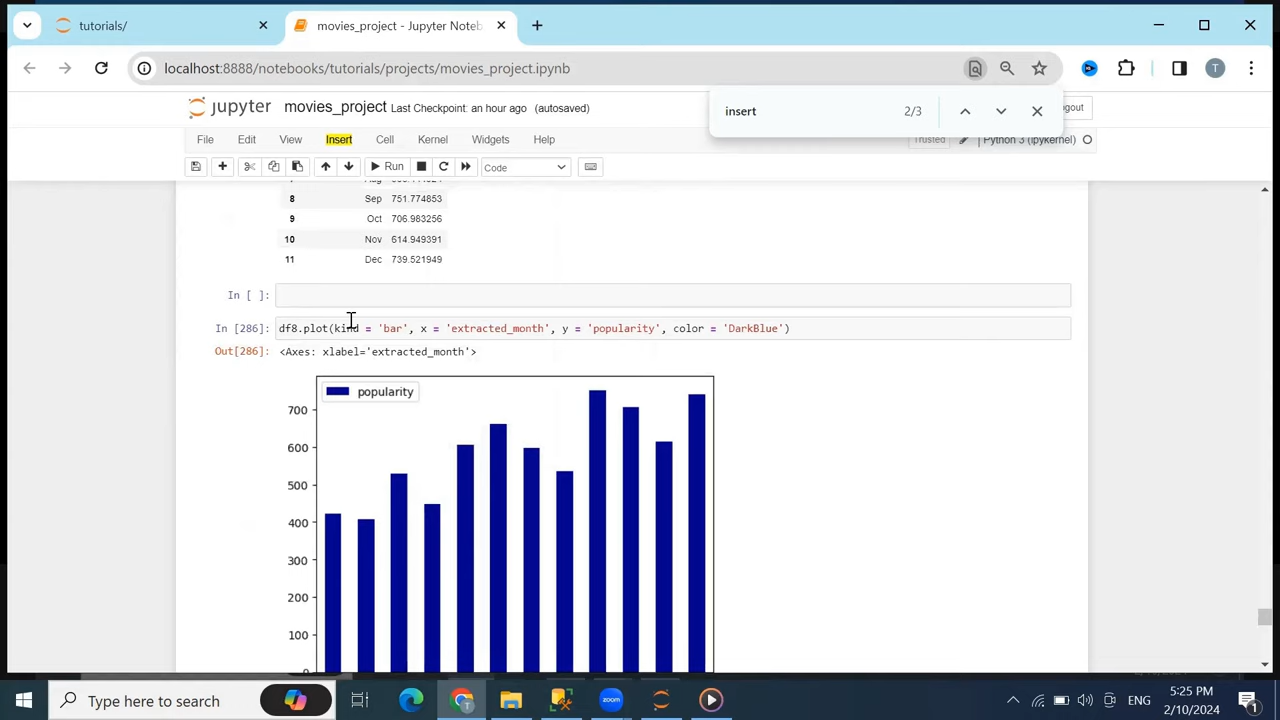 tutorials/
movies_project - Jupyter Noteb
localhost:8888/notebooks/tutorials/projects/movies_project.ipynb
T
insert 2/3
jupyter movies_project Last Checkpoint: an hour ago (autosaved)
ogout
File Edit View Insert Cell Kernel Widgets Help
Trusted Python 3 (ipykernel)
Run Code
8 Sep 751.774853
9 Oct 706.983256
10 Nov 614.949391
11 Dec 739.521949
In [ ]:
In [286]: df8.plot(kind = 'bar', x = 'extracted_month', y = 'popularity', color = 'DarkBlue')
Out[286]: <Axes: xlabel='extracted_month'>
popularity
700
600
500
400
300
200
100
0
Type here to search
zoom
ENG
5:25 PM
2/10/2024
1